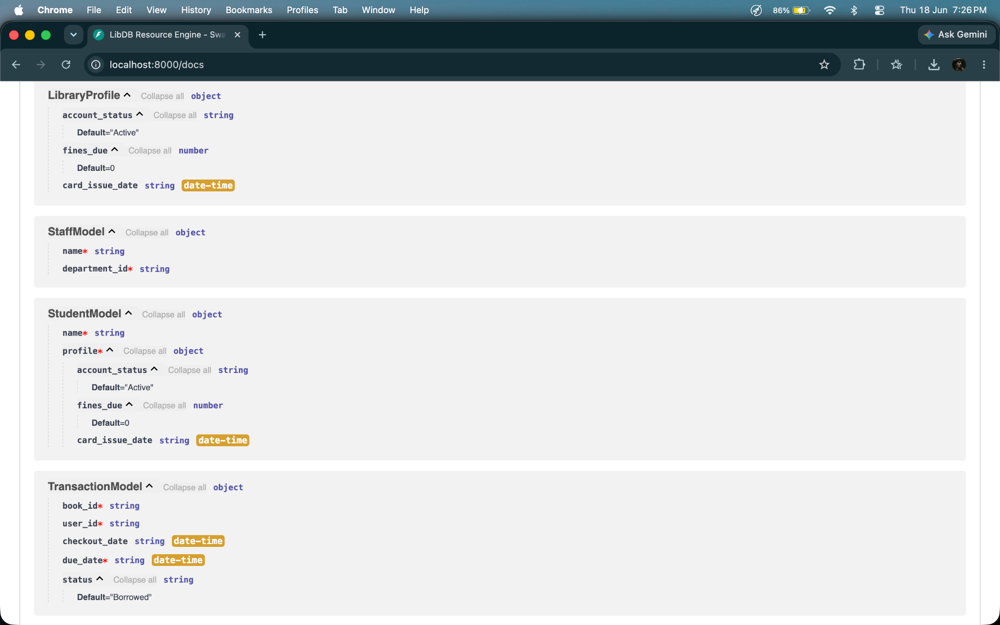 Chrome File Edit View History Bookmarks Profiles Tab Window Help 86% Thu 18 Jun 7:26 PM
LibDB Resource Engine - Swa Ask Gemini
localhost:8000/docs
LibraryProfile Collapse all object
account_status Collapse all string
Default="Active"
fines_due Collapse all number
Default=0
card_issue_date string date-time
StaffModel Collapse all object
name* string
department_id* string
StudentModel Collapse all object
name* string
profile* Collapse all object
account_status Collapse all string
Default="Active"
fines_due Collapse all number
Default=0
card_issue_date string date-time
TransactionModel Collapse all object
book_id* string
user_id* string
checkout_date string date-time
due_date* string date-time
status Collapse all string
Default="Borrowed"